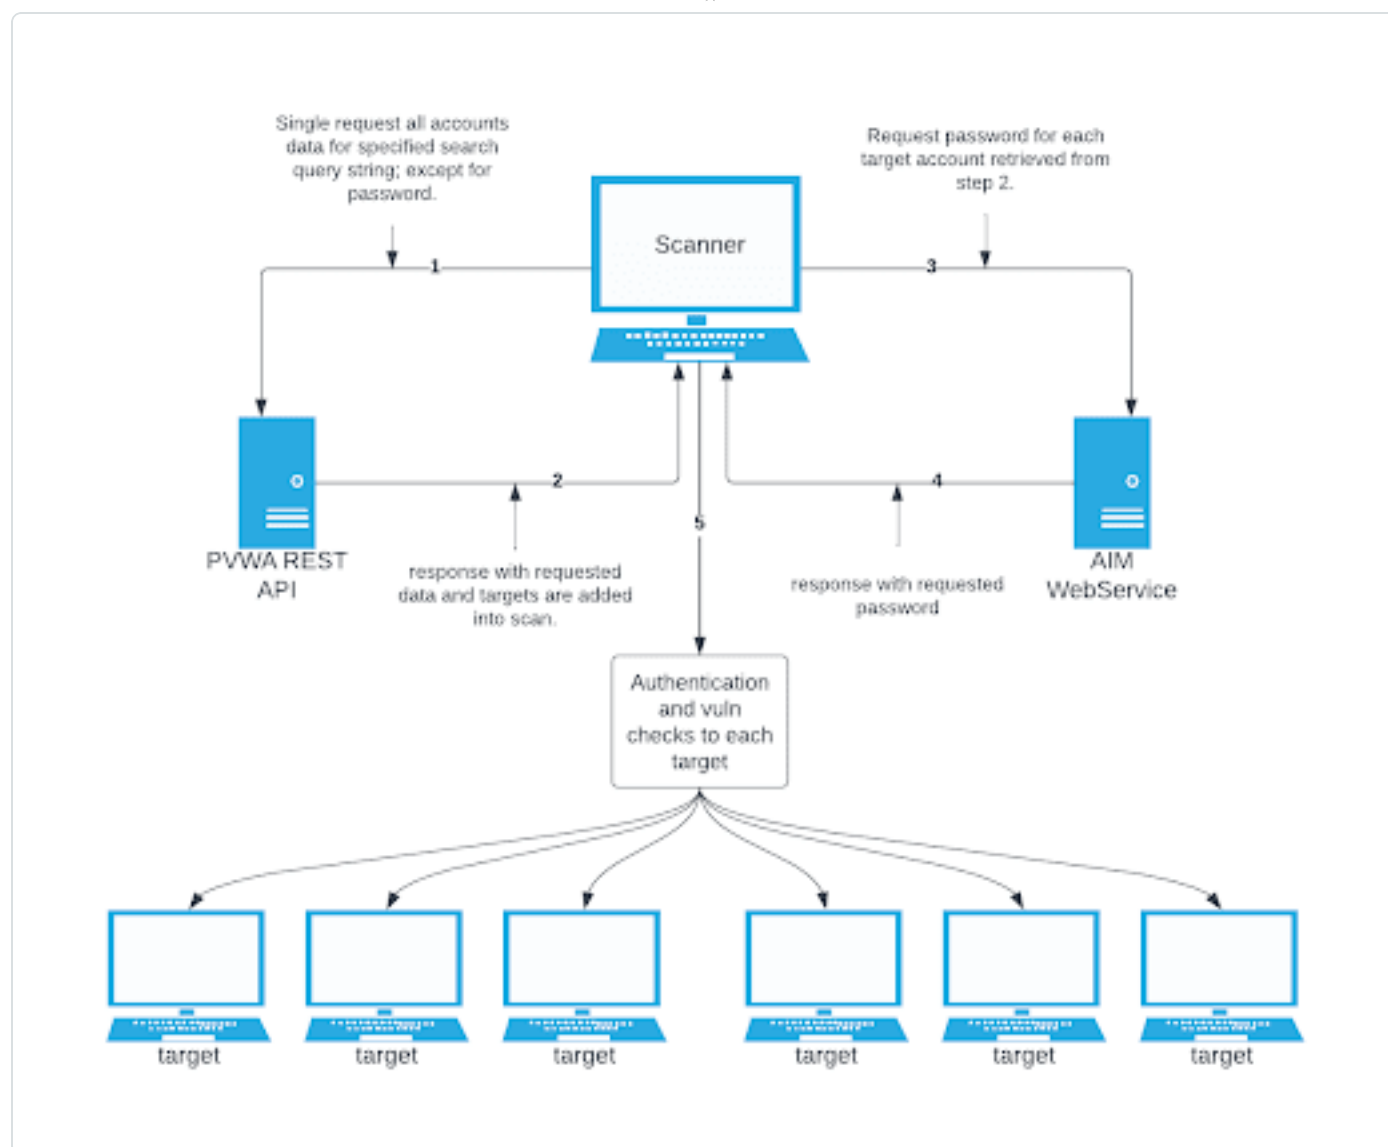 Single request all accounts
data for specified search
query string; except for
password.
Request password for each
target account retrieved from
step 2.
Scanner
1
3
2
4
5
PVWA REST
API
response with requested
data and targets are added
into scan.
response with requested
password
AIM
WebService
Authentication
and vuln
checks to each
target
target
target
target
target
target
target